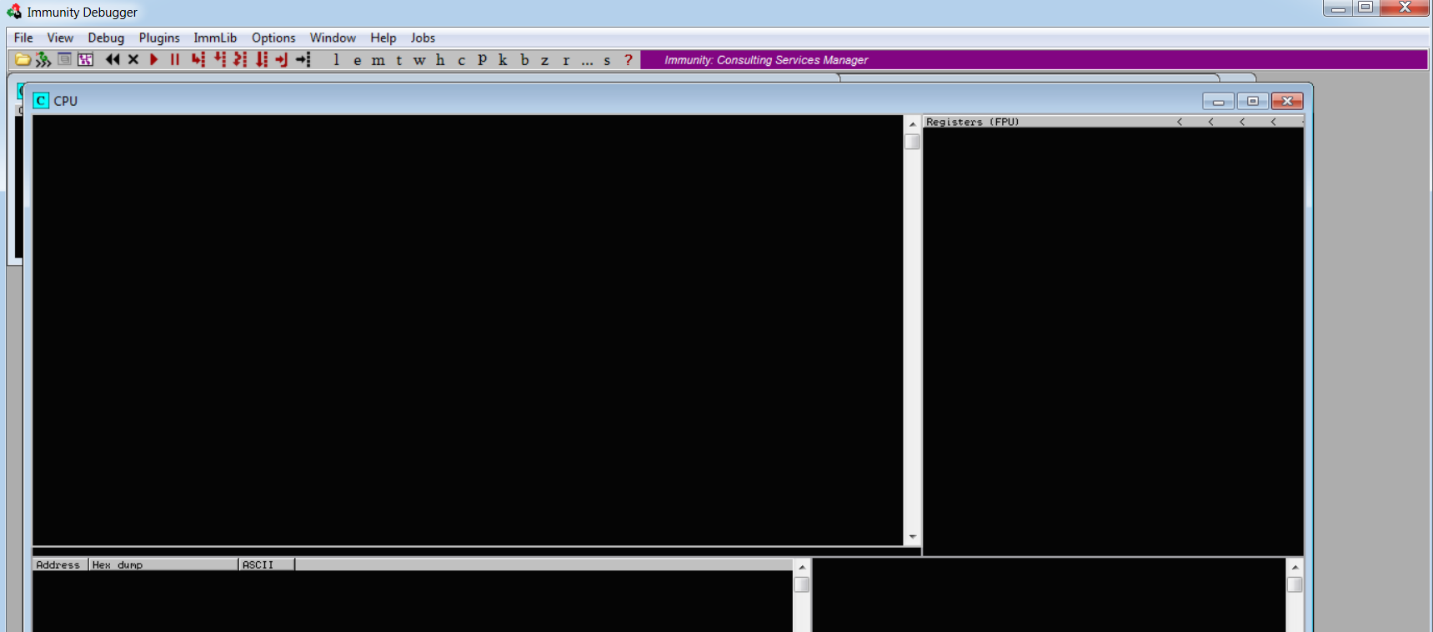 Immunity Debugger
File View Debug Plugins ImmLib Options Window Help Jobs
l e m t w h c P k b z r ... s ? Immunity: Consulting Services Manager
C CPU
Registers (FPU) < < < <
Address Hex dump ASCII